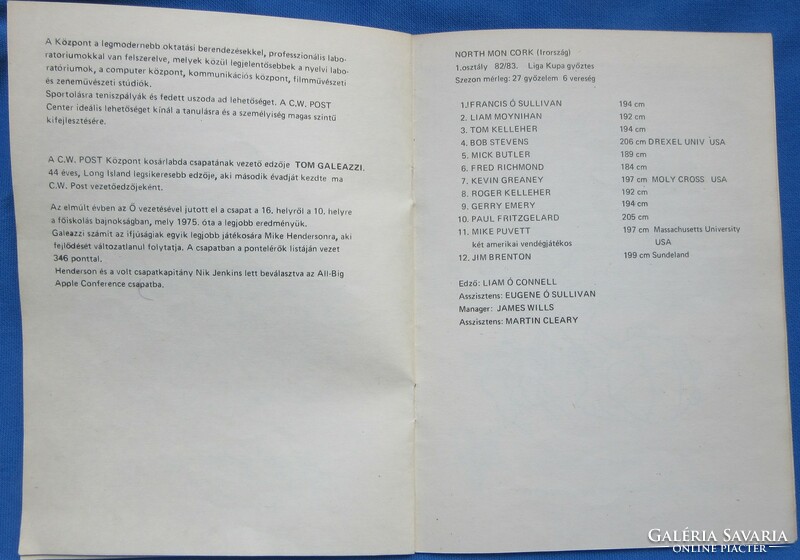 A Központ a legmodernebb oktatási berendezésekkel, professzionális labo-
ratoriumokkal van felszerelve, melyek közül legjelentősebbek a nyelvi labo-
ratóriumok, a computer központ, kommunikációs központ, filmművészeti
és zeneművészeti stúdiók.
Sportolásra teniszpályák és fedett uszoda ad lehetőséget. A C.W. POST
Center ideális lehetőséget kínál a tanulásra és a személyiség magas szintű
kifejlesztésére.
A C.W. POST Központ kosárlabda csapatának vezető edzője TOM GALEAZZI.
44 éves, Long Island legsikeresebb edzője, aki második évadját kezdte ma
C.W. Post vezetőedzőjeként.
Az elmúlt évben az Ő vezetésével jutott el a csapat a 16. helyről a 10. helyre
a főiskolás bajnokságban, mely 1975. óta a legjobb eredményük.
Galeazzi számit az ifjúságiak egyik legjobb játékosára Mike Hendersonra, aki
fejlődését változatlanul folytatja. A csapatban a pontelérők listáján vezet
346 ponttal.
Henderson és a volt csapatkapitány Nik Jenkins lett beválasztva az All-Big
Apple Conference csapatba.
NORTH MON CORK (Irország)
1.osztály 82/83. Liga Kupa győztes
Szezon mérleg: 27 győzelem 6 vereség
1.JFRANCIS Ó SULLIVAN 194 cm
2. LIAM MOYNIHAN 192 cm
3. TOM KELLEHER 194 cm
4. BOB STEVENS 206 cm DREXEL UNIV USA
5. MICK BUTLER 189 cm
6. FRED RICHMOND 184 cm
7. KEVIN GREANEY 197 cm MOLY CROSS USA
8. ROGER KELLEHER 192 cm
9. GERRY EMERY 194 cm
10. PAUL FRITZGELARD 205 cm
11. MIKE PUVETT 197 cm Massachusetts University
két amerikai vendégjátékos USA
12. JIM BRENTON 199 cm Sundeland
Edző: LIAM Ó CONNELL
Asszisztens: EUGENE Ó SULLIVAN
Manager: JAMES WILLS
Asszisztens: MARTIN CLEARY
GALÉRIA SAVARIA
ONLINE PIACTÉR